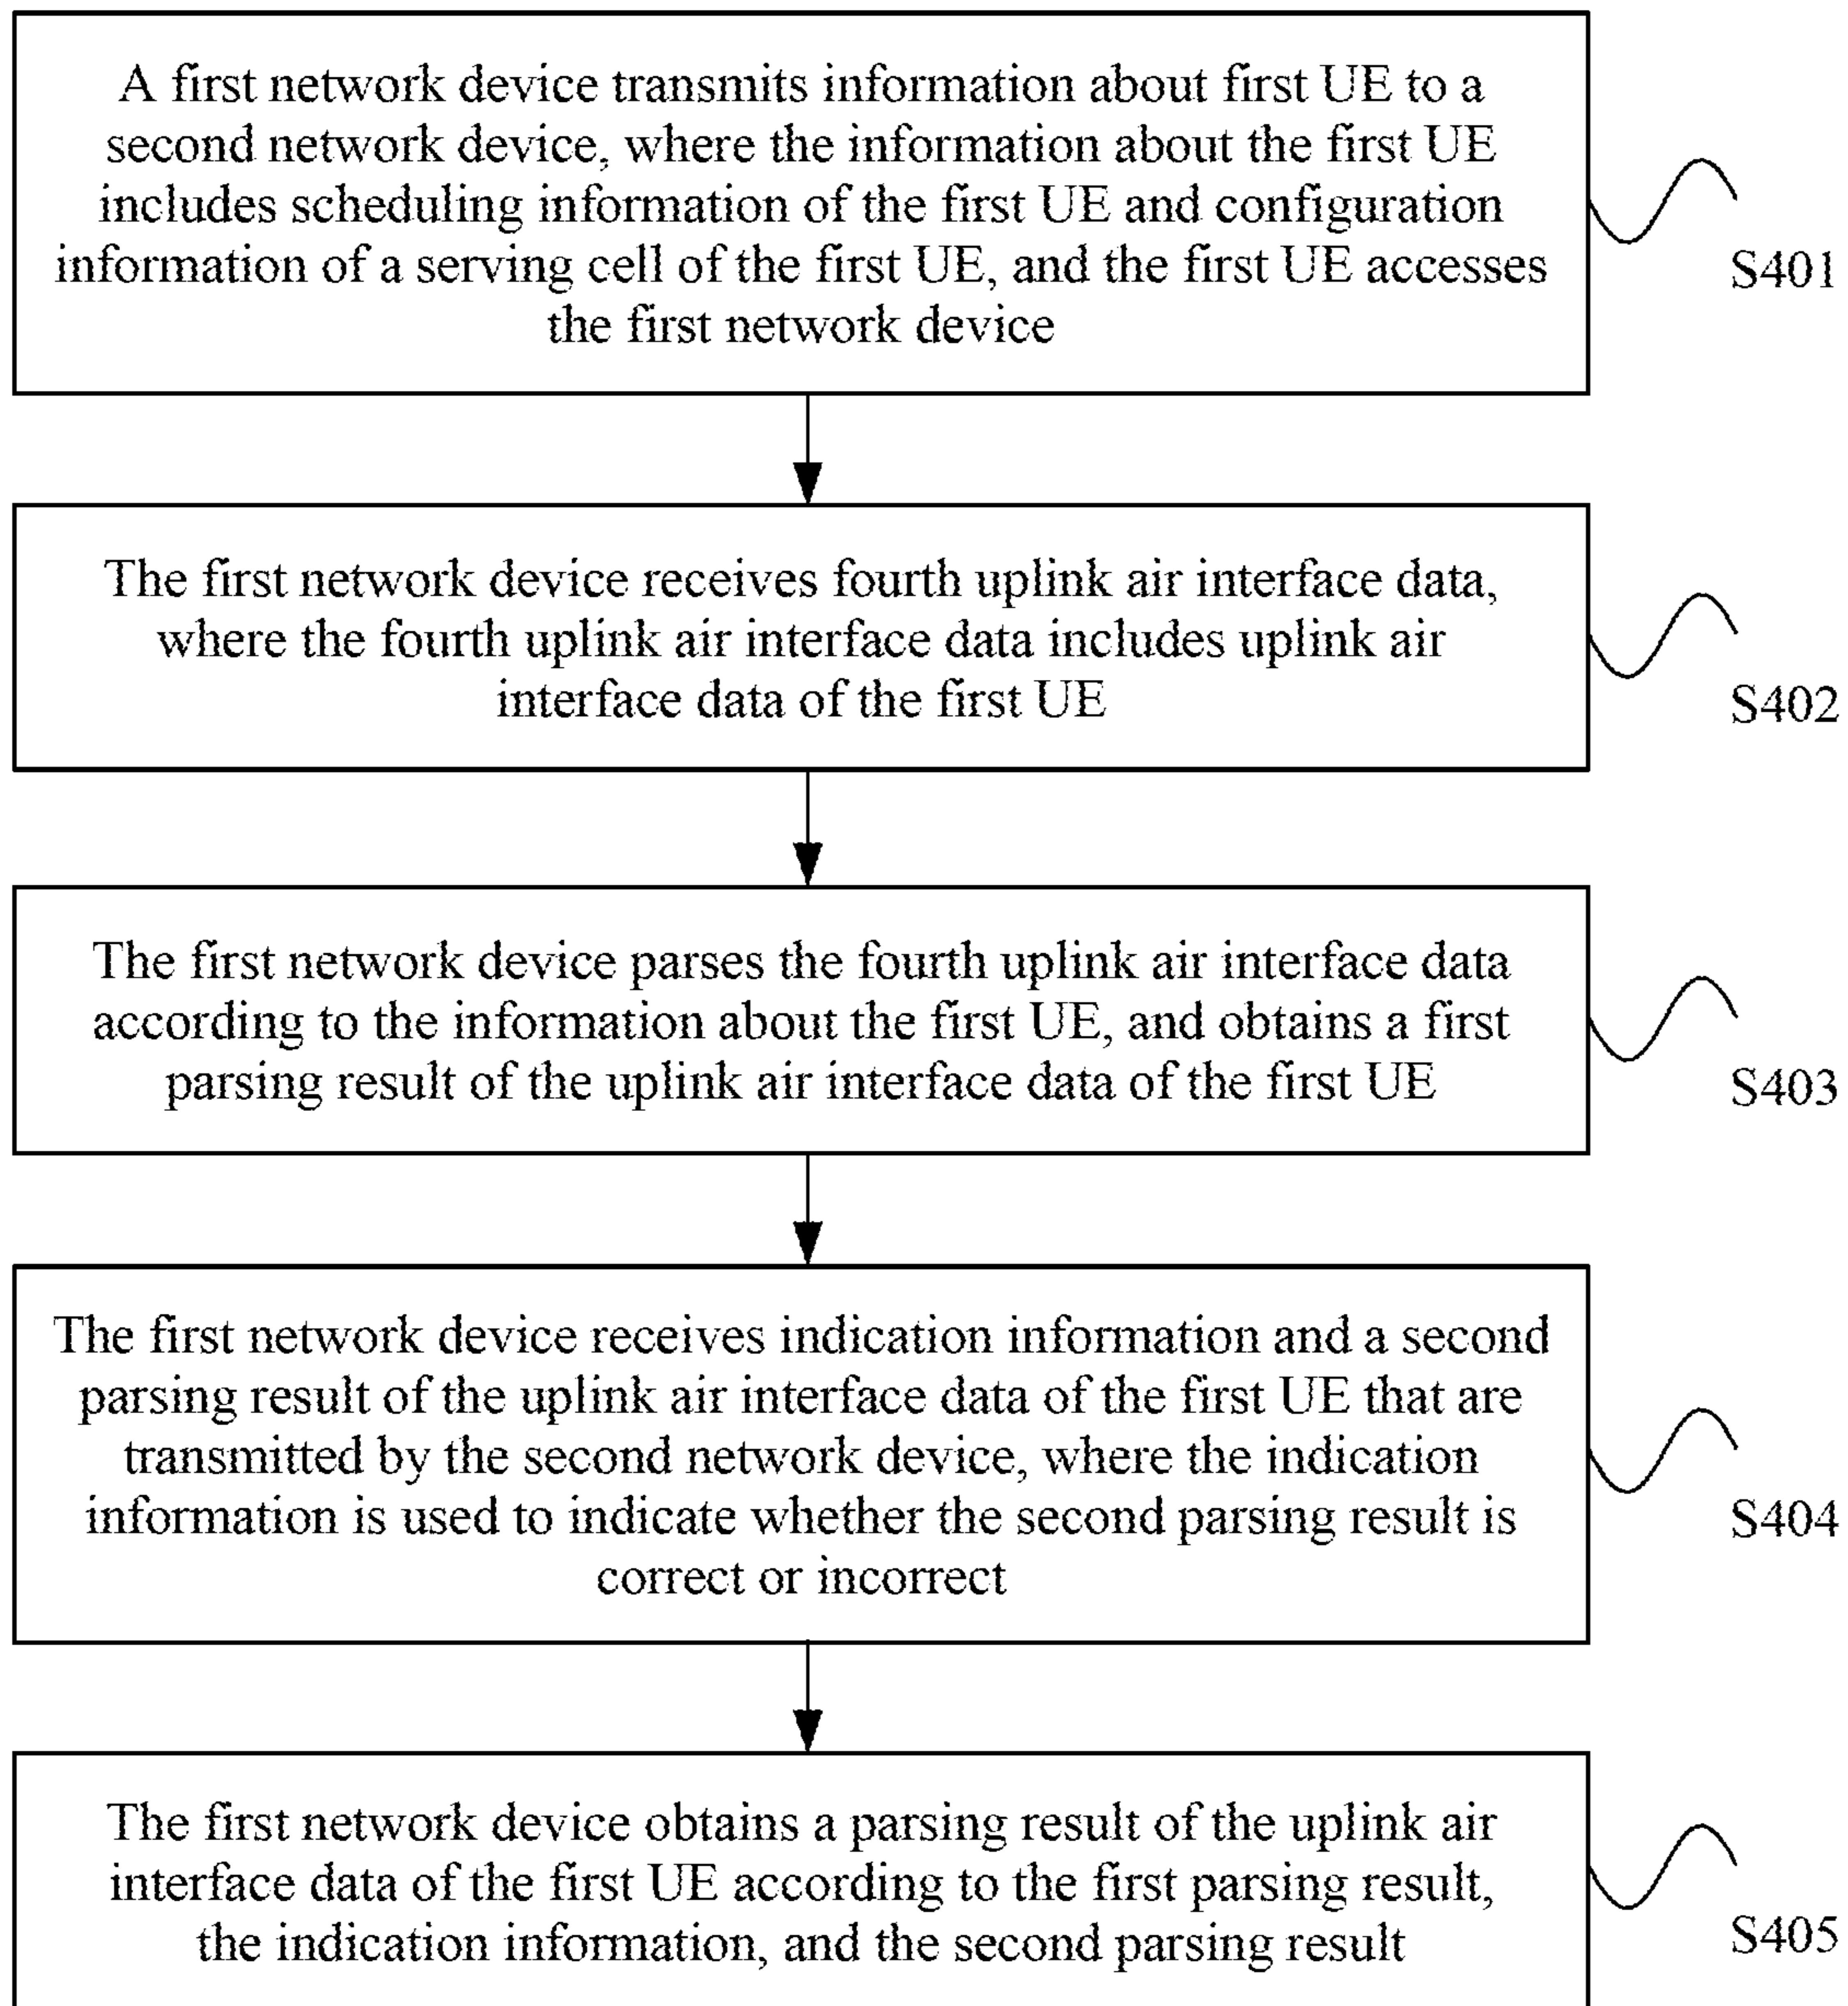 A first network device transmits information about first UE to a
second network device, where the information about the first UE
includes scheduling information of the first UE and configuration
information of a serving cell of the first UE, and the first UE accesses
the first network device
S401
The first network device receives fourth uplink air interface data,
where the fourth uplink air interface data includes uplink air
interface data of the first UE
S402
The first network device parses the fourth uplink air interface data
according to the information about the first UE, and obtains a first
parsing result of the uplink air interface data of the first UE
S403
The first network device receives indication information and a second
parsing result of the uplink air interface data of the first UE that are
transmitted by the second network device, where the indication
information is used to indicate whether the second parsing result is
correct or incorrect
S404
The first network device obtains a parsing result of the uplink air
interface data of the first UE according to the first parsing result,
the indication information, and the second parsing result
S405